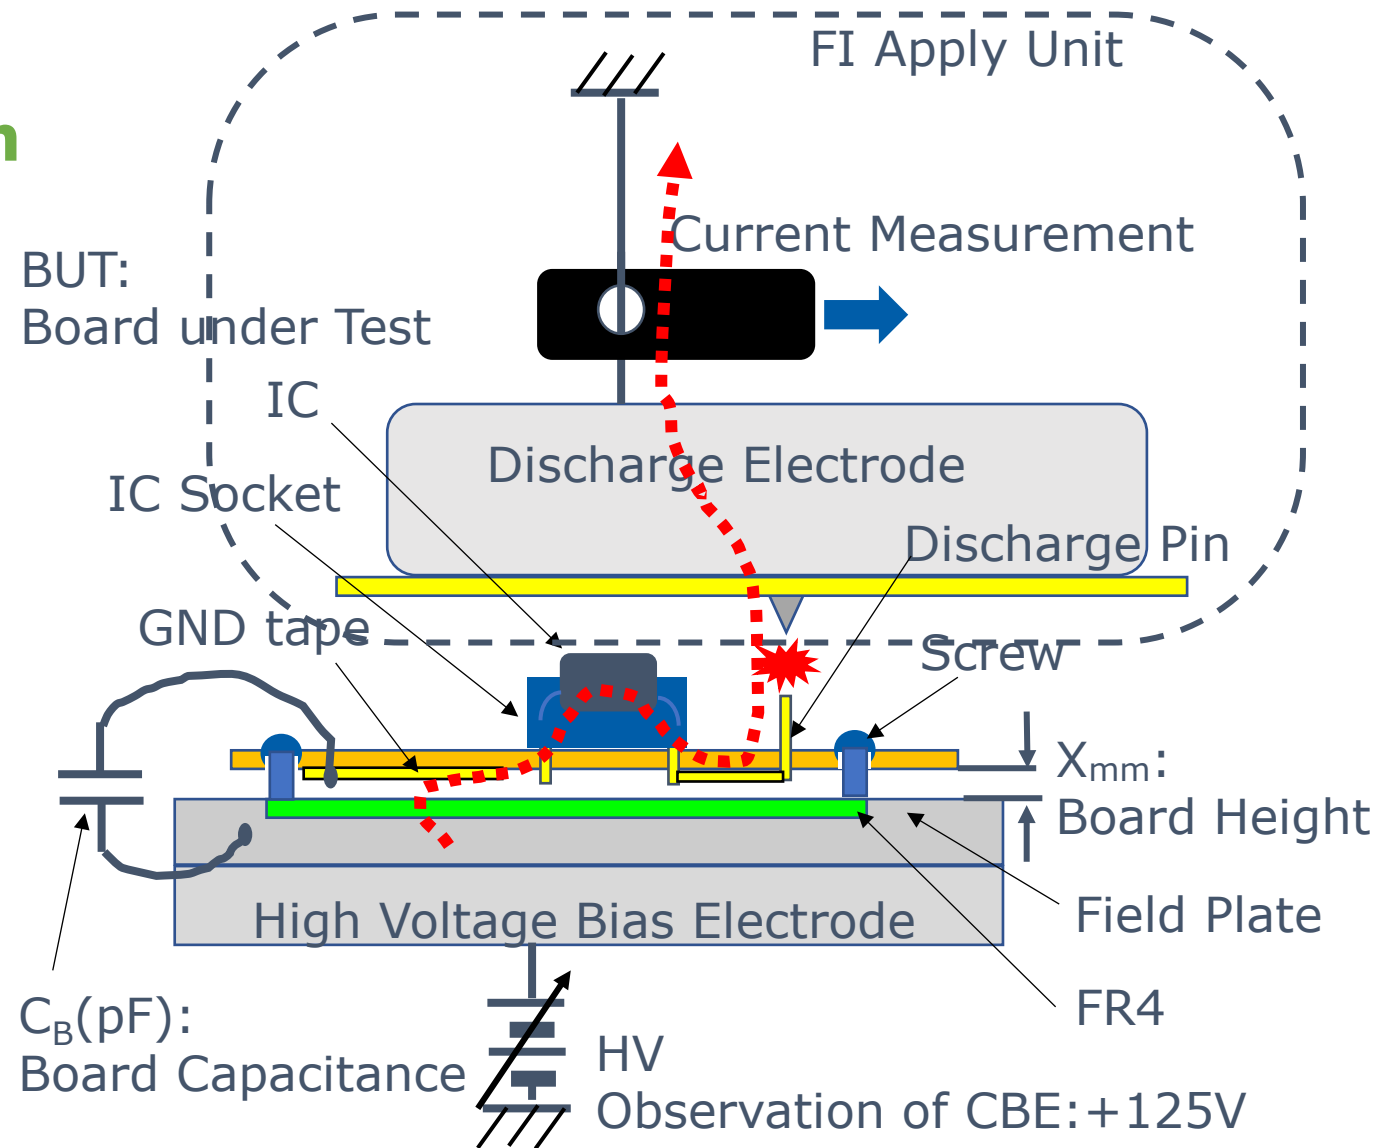 FI Apply Unit
n
Current Measurement
BUT:
Board under Test
IC
Discharge Electrode
IC Socket
Discharge Pin
GND tape
Screw
Xmm:
Board Height
High Voltage Bias Electrode
Field Plate
FR4
CB(pF):
Board Capacitance
HV
Observation of CBE:+125V